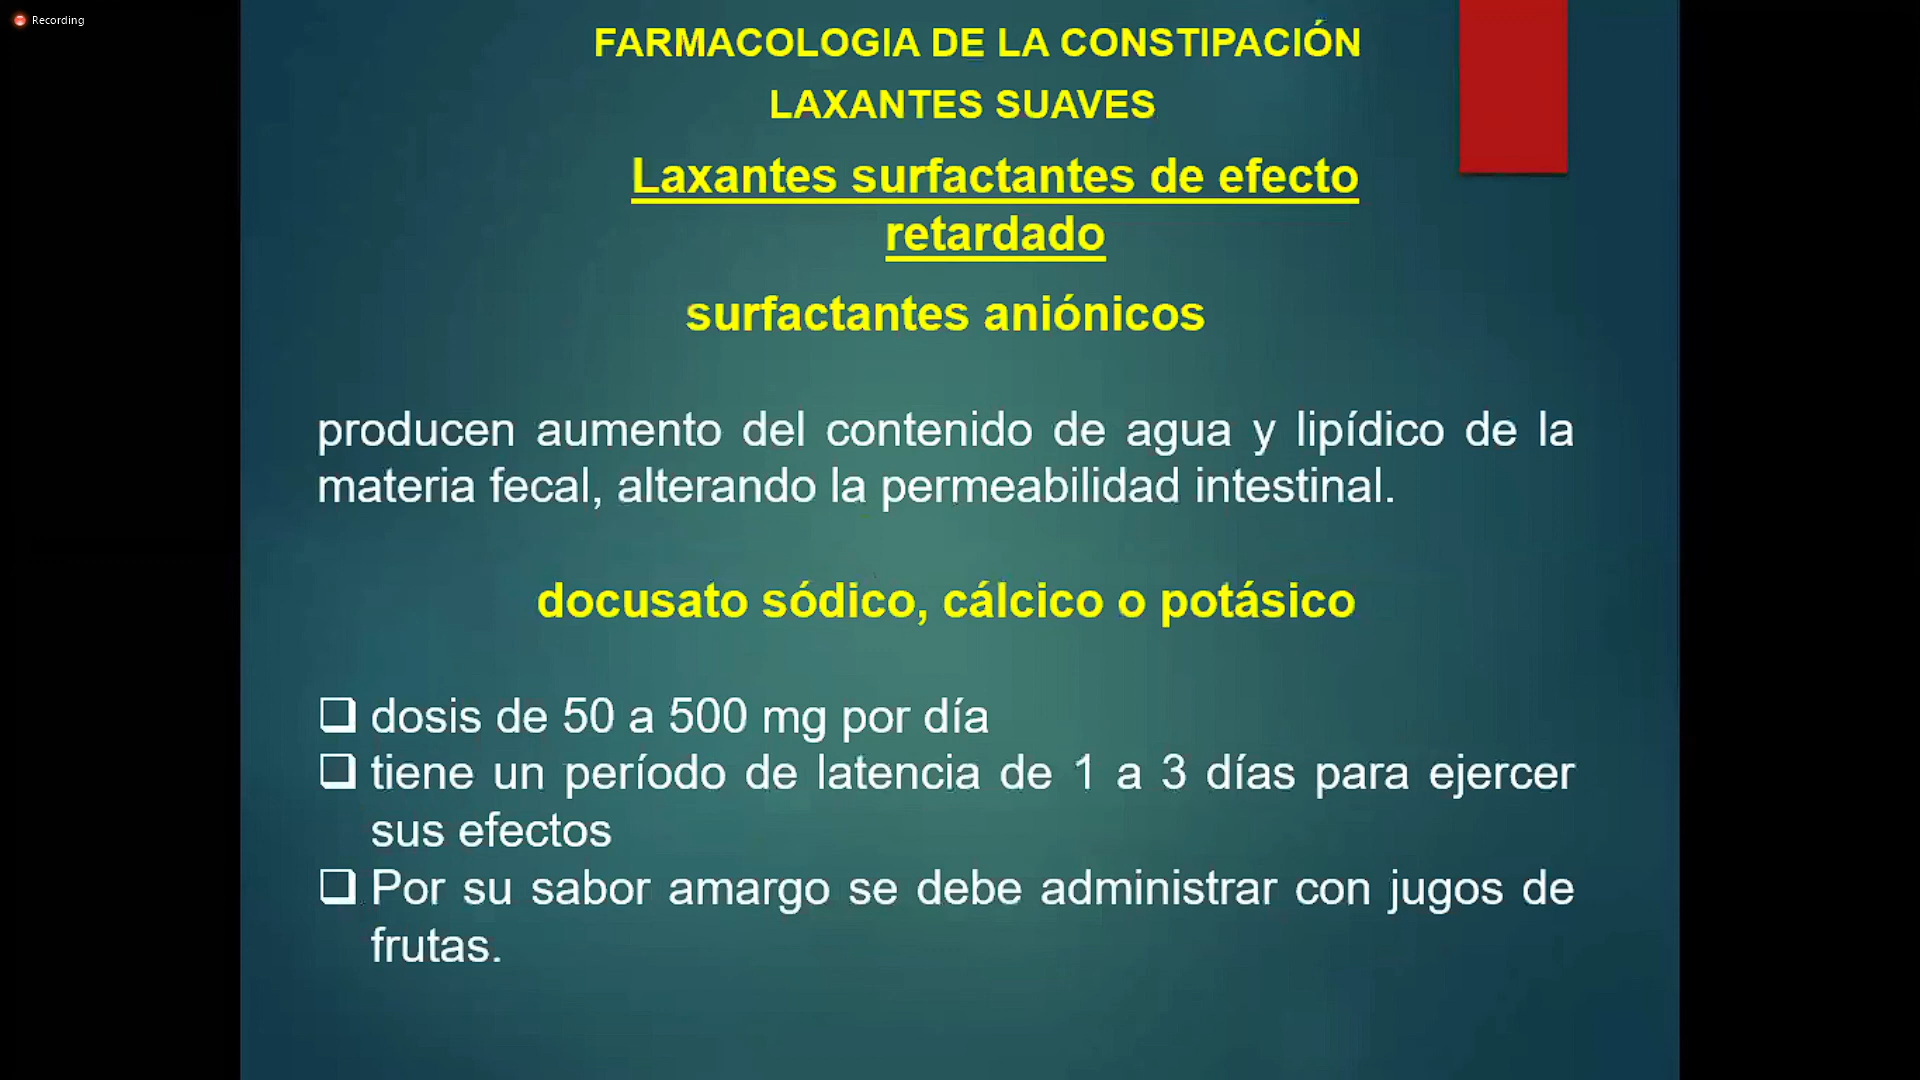 Recording
FARMACOLOGIA DE LA CONSTIPACIÓN
LAXANTES SUAVES
Laxantes surfactantes de efecto
retardado
surfactantes aniónicos
producen aumento del contenido de agua y lipídico de la
materia fecal, alterando la permeabilidad intestinal.
docusato sódico, cálcico o potásico
❑ dosis de 50 a 500 mg por día
❑ tiene un período de latencia de 1 a 3 días para ejercer
sus efectos
❑ Por su sabor amargo se debe administrar con jugos de
frutas.